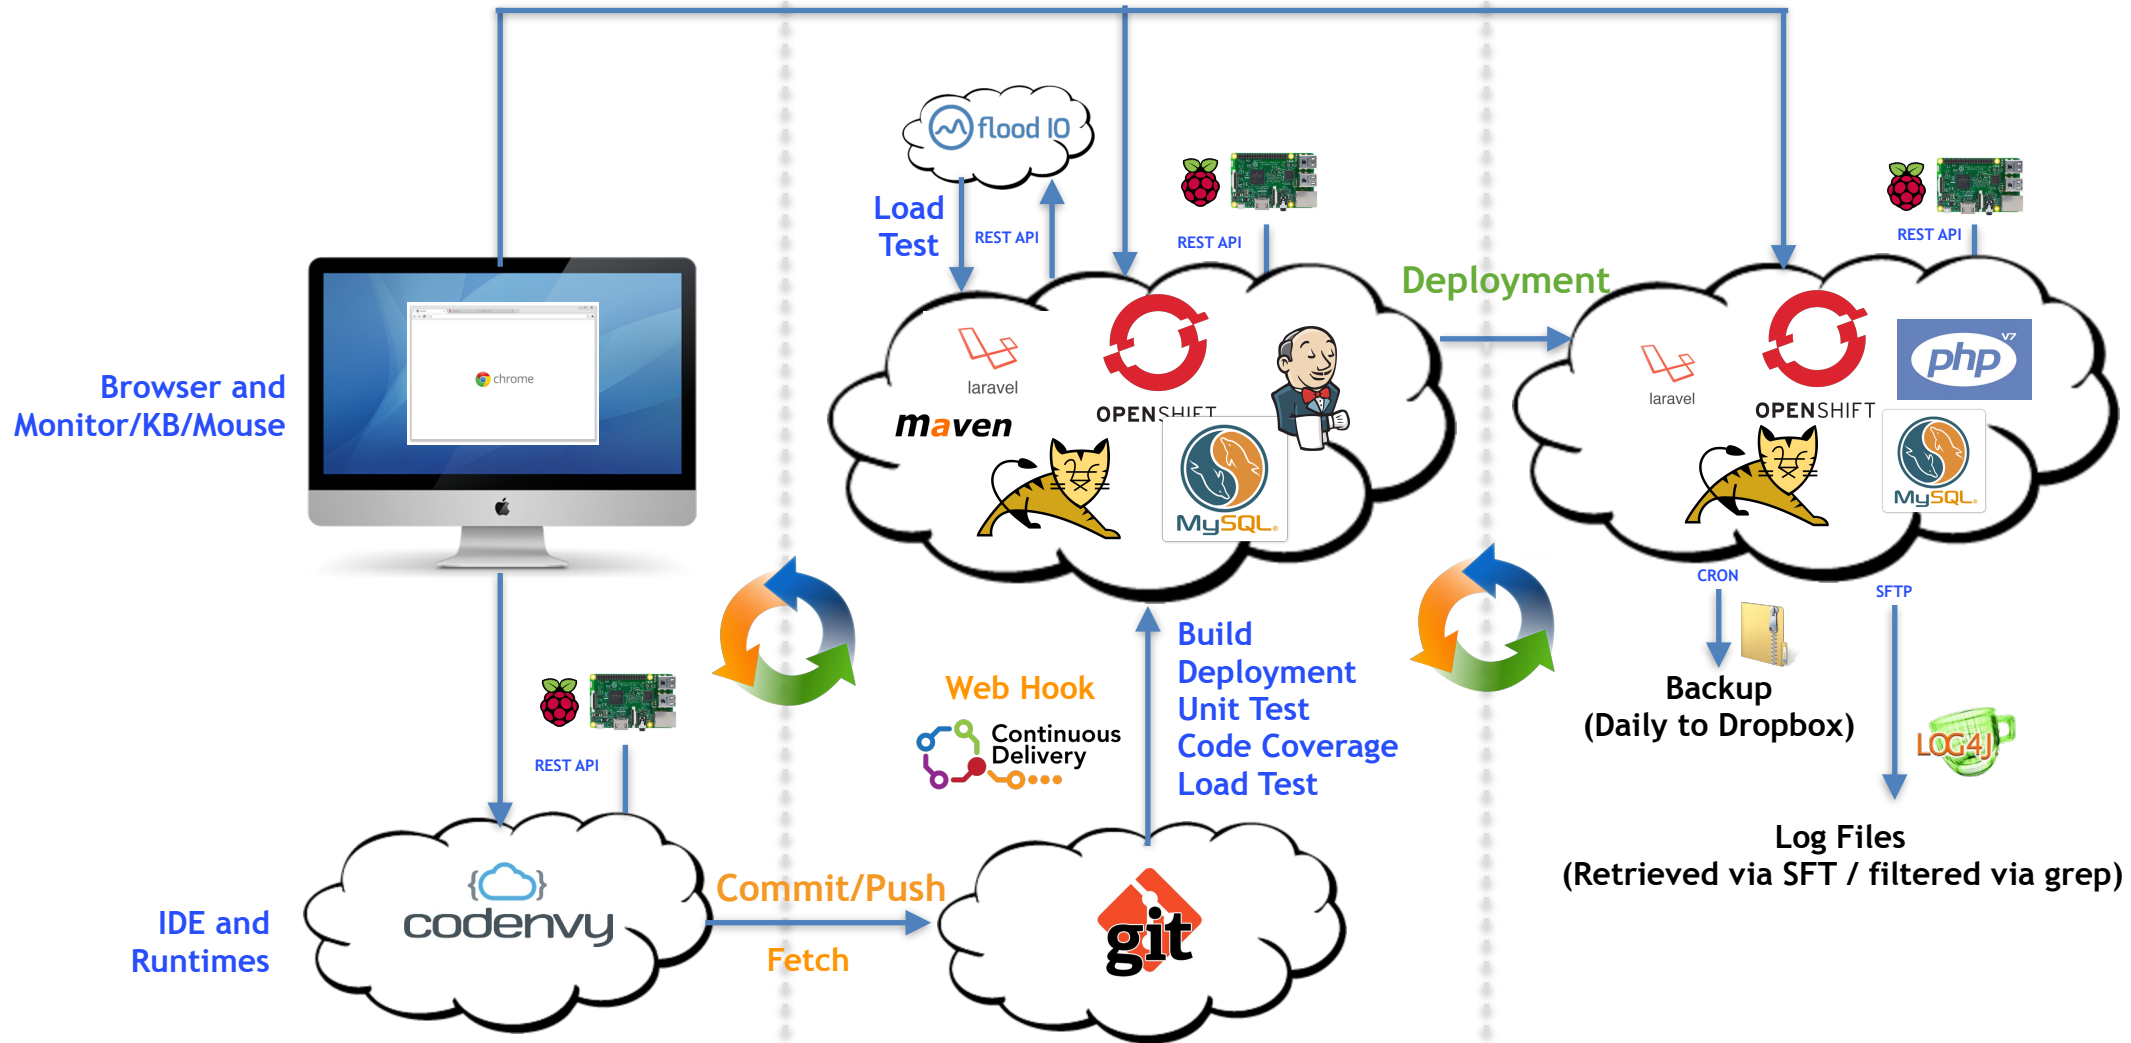 flood IO
Load
Test
REST API
REST API
REST API
Deployment
Browser and
Monitor/KB/Mouse
chrome
laravel
maven
OPENSHIFT
MySQL
laravel
OPENSHIFT
php
V7
MySQL
CRON
SFTP
Backup
(Daily to Dropbox)
LOG4J
Log Files
(Retrieved via SFT / filtered via grep)
Build
Deployment
Unit Test
Code Coverage
Load Test
Web Hook
Continuous
Delivery
REST API
{ }
codenvy
IDE and
Runtimes
Commit/Push
Fetch
git